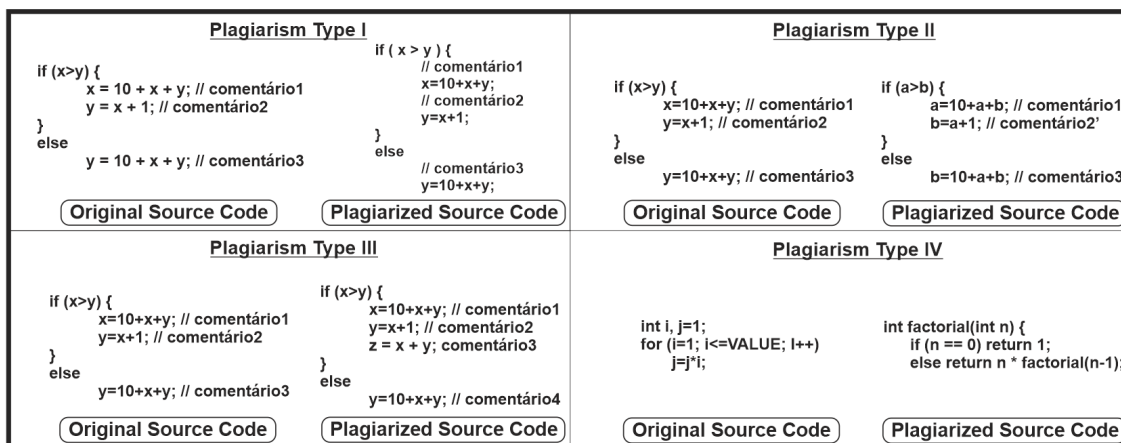 Plagiarism Type I
if (x>y) {
x = 10 + x + y; // comentário1
y = x + 1; // comentário2
}
else
y = 10 + x + y; // comentário3
Original Source Code
if ( x > y ) {
// comentário1
x=10+x+y;
// comentário2
y=x+1;
}
else
// comentário3
y=10+x+y;
Plagiarized Source Code
Plagiarism Type II
if (x>y) {
x=10+x+y; // comentário1
y=x+1; // comentário2
}
else
y=10+x+y; // comentário3
Original Source Code
if (a>b) {
a=10+a+b; // comentário1
b=a+1; // comentário2’
}
else
b=10+a+b; // comentário3
Plagiarized Source Code
Plagiarism Type III
if (x>y) {
x=10+x+y; // comentário1
y=x+1; // comentário2
}
else
y=10+x+y; // comentário3
Original Source Code
if (x>y) {
x=10+x+y; // comentário1
y=x+1; // comentário2
z = x + y; comentário3
}
else
y=10+x+y; // comentário4
Plagiarized Source Code
Plagiarism Type IV
int i, j=1;
for (i=1; i<=VALUE; I++)
j=j*i;
Original Source Code
int factorial(int n) {
if (n == 0) return 1;
else return n * factorial(n-1);
Plagiarized Source Code